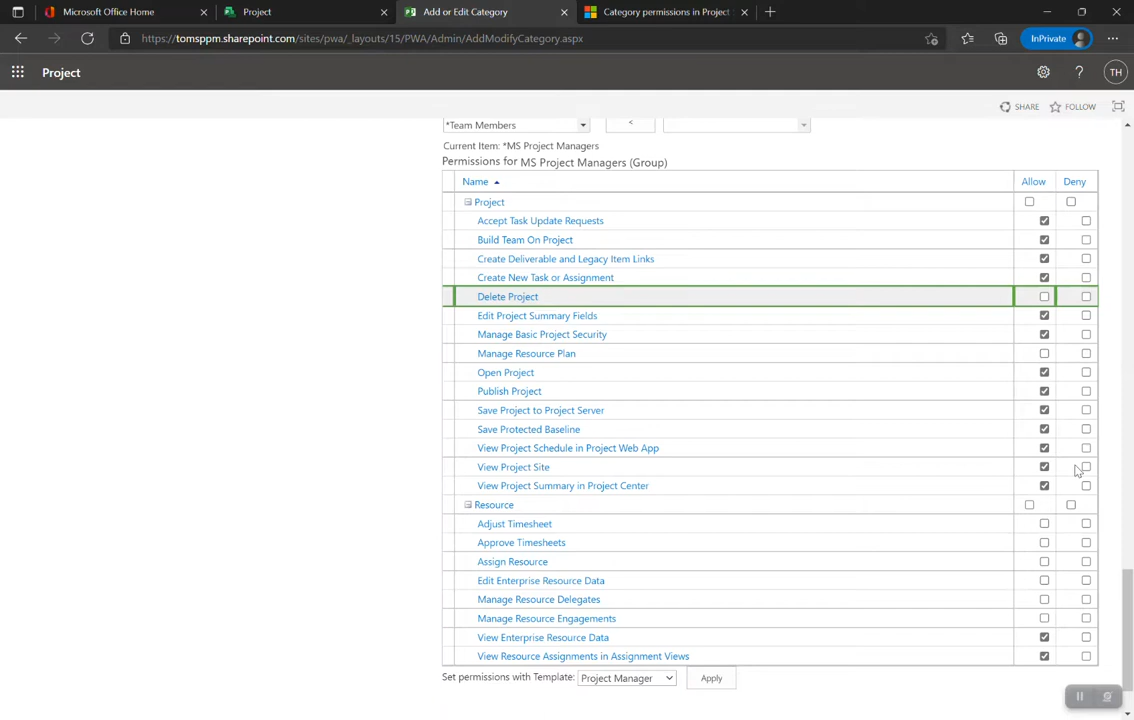 Microsoft Office Home
Project
Add or Edit Category
Category permissions in Project
https://tomsppm.sharepoint.com/sites/pwa/_layouts/15/PWA/Admin/AddModifyCategory.aspx
InPrivate
Project
TH
SHARE
FOLLOW
*Team Members
<
Current Item: *MS Project Managers
Permissions for MS Project Managers (Group)
Name Allow Deny
Project
Accept Task Update Requests
Build Team On Project
Create Deliverable and Legacy Item Links
Create New Task or Assignment
Delete Project
Edit Project Summary Fields
Manage Basic Project Security
Manage Resource Plan
Open Project
Publish Project
Save Project to Project Server
Save Protected Baseline
View Project Schedule in Project Web App
View Project Site
View Project Summary in Project Center
Resource
Adjust Timesheet
Approve Timesheets
Assign Resource
Edit Enterprise Resource Data
Manage Resource Delegates
Manage Resource Engagements
View Enterprise Resource Data
View Resource Assignments in Assignment Views
Set permissions with Template: Project Manager Apply